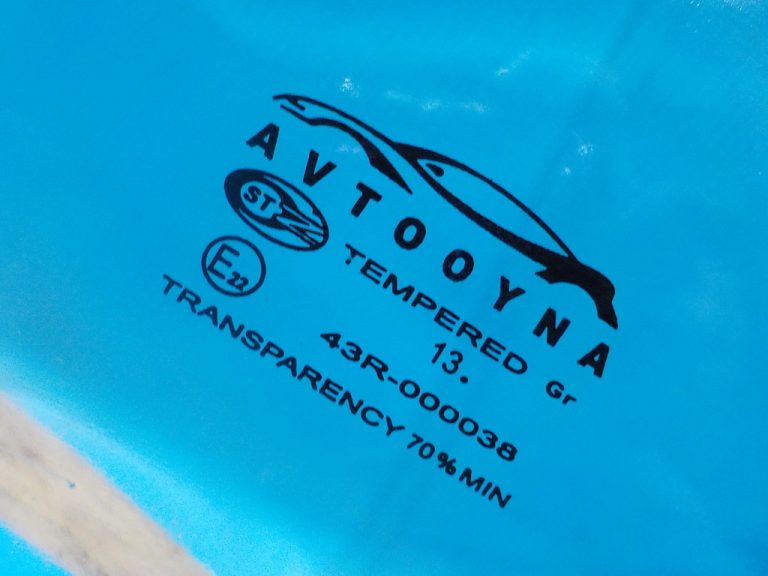 AVTOOYNA
ST
E22
TEMPERED Gr
13.
43R-000038
TRANSPARENCY 70% MIN